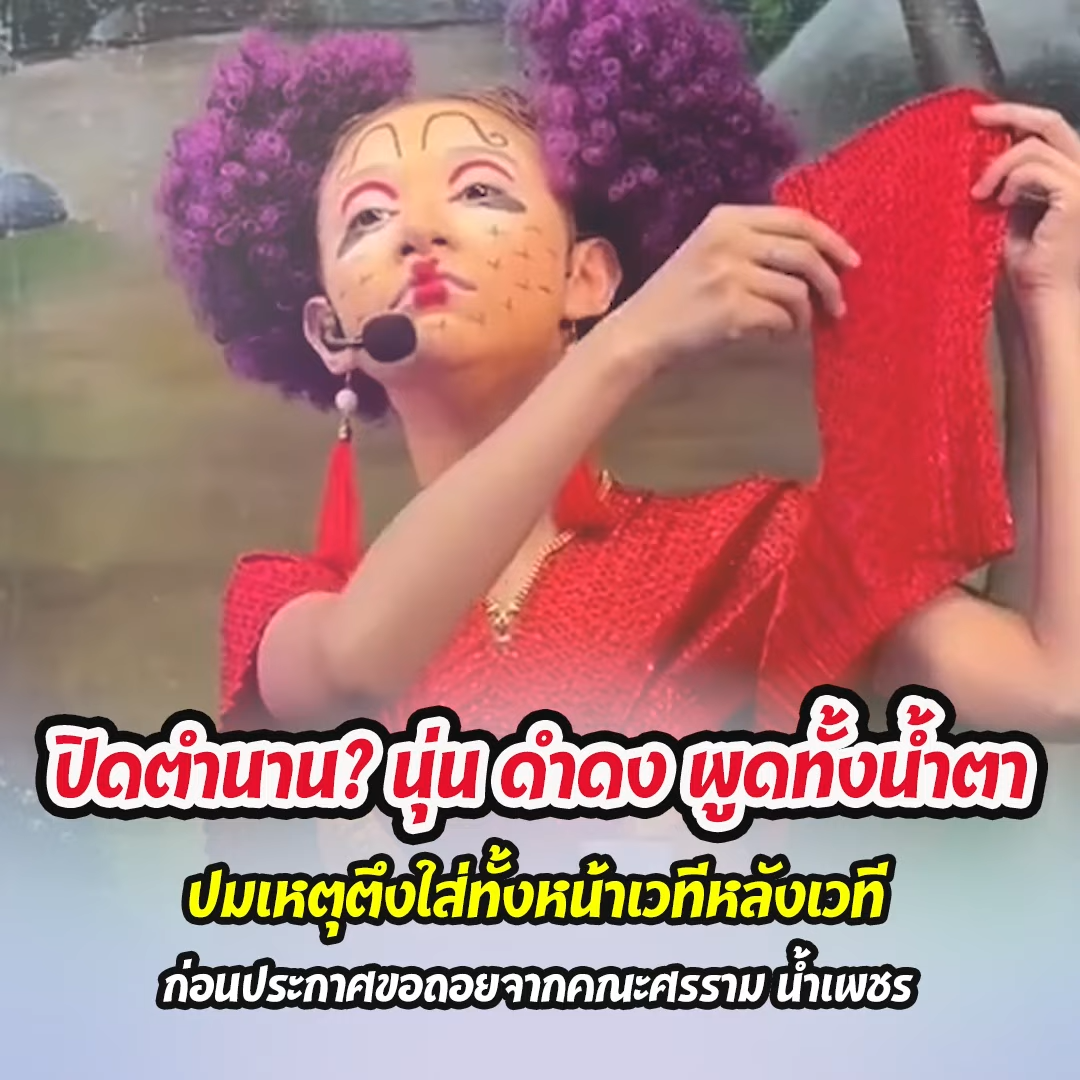 ปิดตำนาน? นุ่น ดำดง พูดทั้งน้ำตา
ปมเหตุตึงใส่ทั้งหน้าเวทีหลังเวที
ก่อนประกาศขอถอยจากคณะศรราม น้ำเพชร